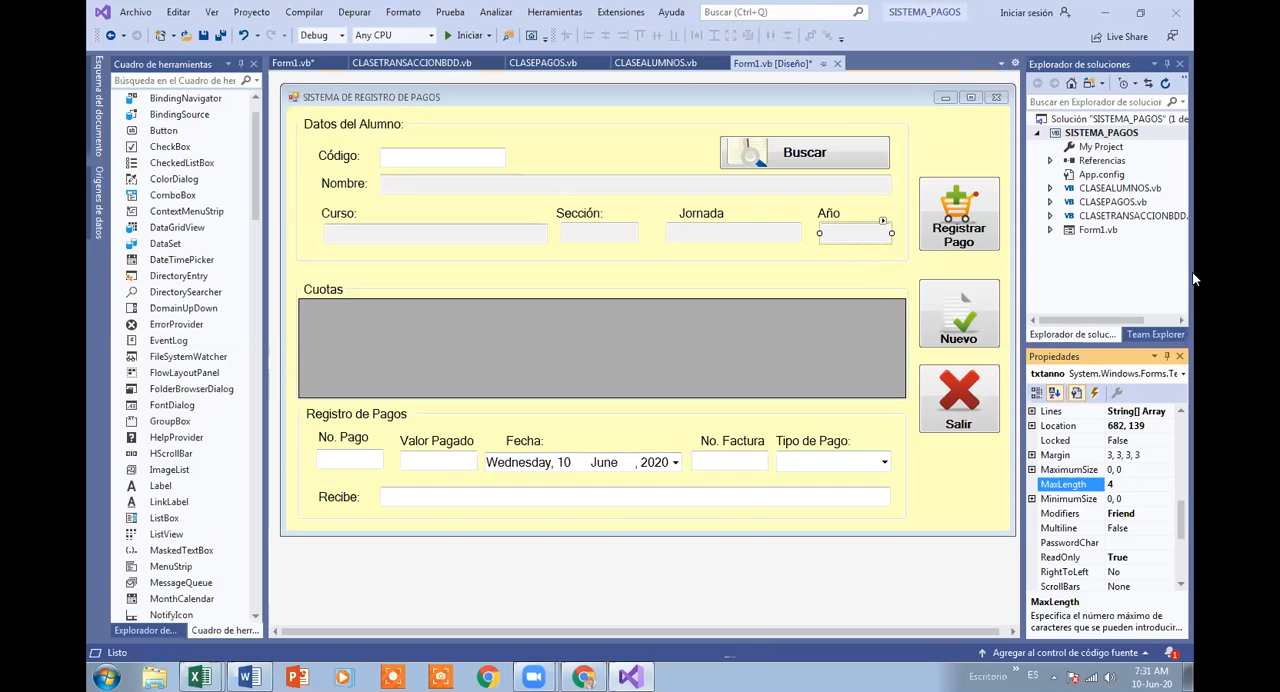 Archivo Editar Ver Proyecto Compilar Depurar Formato Prueba Analizar Herramientas Extensiones Ayuda Buscar (Ctrl+Q) SISTEMA_PAGOS Iniciar sesión
Debug Any CPU Iniciar Live Share
Esquema del documento
Orígenes de datos
Cuadro de herramientas
Búsqueda en el Cuadro de her
BindingNavigator
BindingSource
Button
CheckBox
CheckedListBox
ColorDialog
ComboBox
ContextMenuStrip
DataGridView
DataSet
DateTimePicker
DirectoryEntry
DirectorySearcher
DomainUpDown
ErrorProvider
EventLog
FileSystemWatcher
FlowLayoutPanel
FolderBrowserDialog
FontDialog
GroupBox
HelpProvider
HScrollBar
ImageList
Label
LinkLabel
ListBox
ListView
MaskedTextBox
MenuStrip
MessageQueue
MonthCalendar
NotifyIcon
Explorador de... Cuadro de herr...
Form1.vb* CLASETRANSACCIONBDD.vb CLASEPAGOS.vb CLASEALUMNOS.vb Form1.vb [Diseño]*
SISTEMA DE REGISTRO DE PAGOS
Datos del Alumno:
Código: Buscar
Nombre:
Curso: Sección: Jornada Año
Registrar
Pago
Cuotas
Nuevo
Salir
Registro de Pagos
No. Pago Valor Pagado Fecha: No. Factura Tipo de Pago:
Wednesday, 10 June , 2020
Recibe:
Explorador de soluciones
Buscar en Explorador de solucior
Solución "SISTEMA_PAGOS" (1 de
SISTEMA_PAGOS
My Project
Referencias
App.config
CLASEALUMNOS.vb
CLASEPAGOS.vb
CLASETRANSACCIONBDD.
Form1.vb
Explorador de soluc... Team Explorer
Propiedades
txtanno System.Windows.Forms.Te
Lines String[] Array
Location 682, 139
Locked False
Margin 3, 3, 3, 3
MaximumSize 0, 0
MaxLength 4
MinimumSize 0, 0
Modifiers Friend
Multiline False
PasswordChar
ReadOnly True
RightToLeft No
ScrollBars None
MaxLength
Especifica el número máximo de
caracteres que se pueden introducir...
Listo Agregar al control de código fuente 1
Escritorio ES 7:31 AM
10-Jun-20